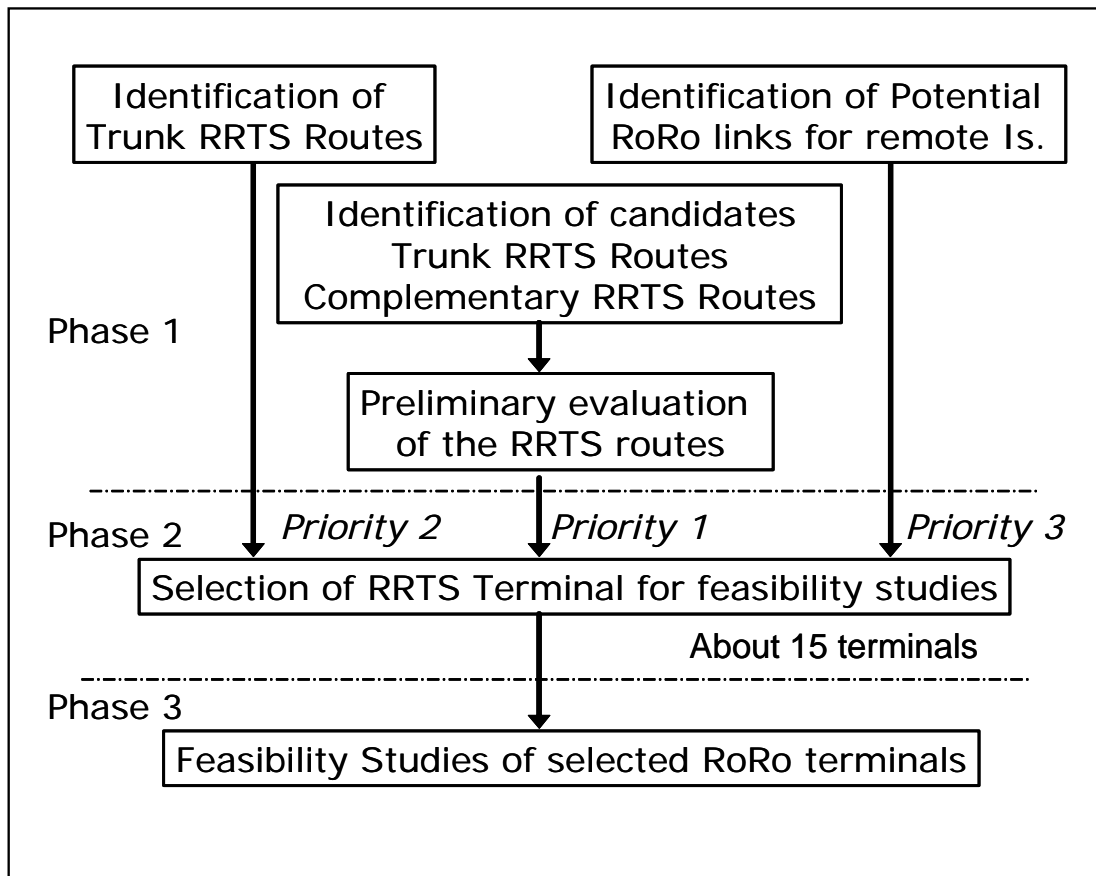 Identification of
Trunk RRTS Routes
Identification of Potential
RoRo links for remote Is.
Identification of candidates
Trunk RRTS Routes
Complementary RRTS Routes
Phase 1
Preliminary evaluation
of the RRTS routes
Phase 2
Priority 2
Priority 1
Priority 3
Selection of RRTS Terminal for feasibility studies
About 15 terminals
Phase 3
Feasibility Studies of selected RoRo terminals